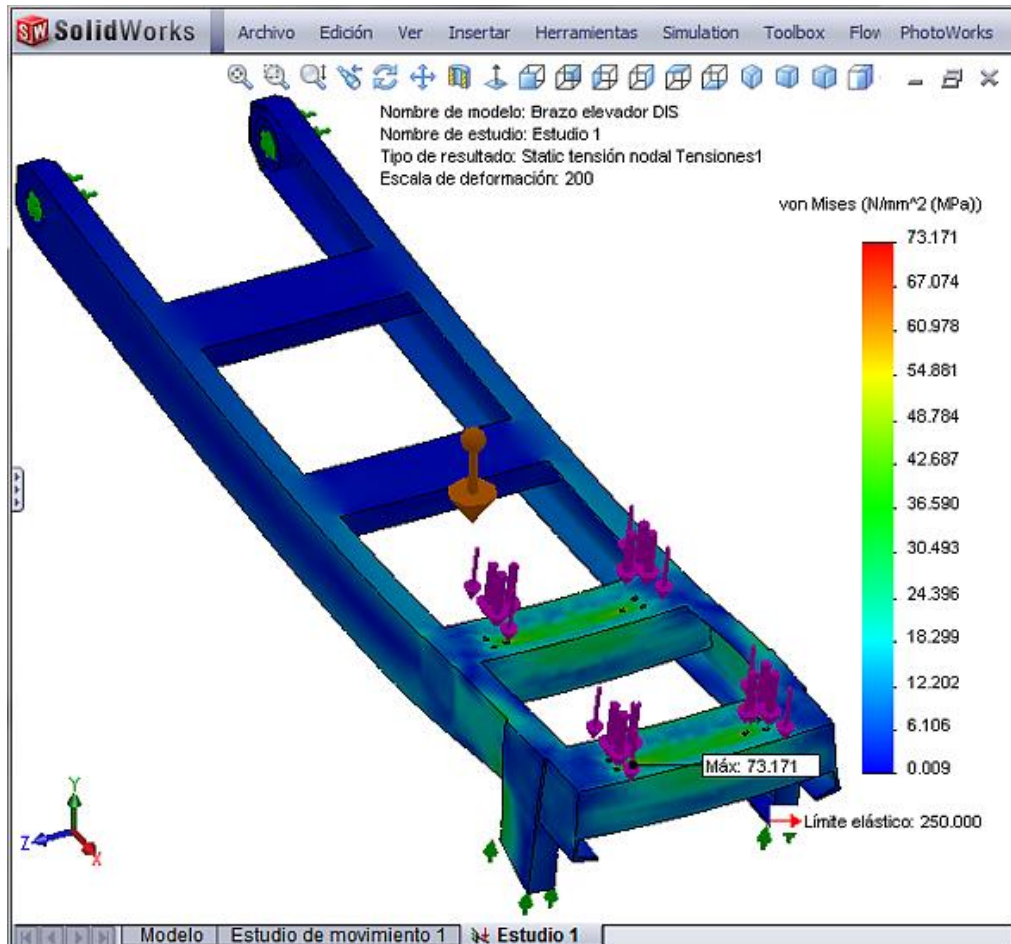 SolidWorks Archivo Edición Ver Insertar Herramientas Simulation Toolbox Flow PhotoWorks
Nombre de modelo: Brazo elevador DIS
Nombre de estudio: Estudio 1
Tipo de resultado: Static tensión nodal Tensiones1
Escala de deformación: 200
von Mises (N/mm^2 (MPa))
73.171
67.074
60.978
54.881
48.784
42.687
36.590
30.493
24.396
18.299
12.202
6.106
0.009
Máx: 73.171
Límite elástico: 250.000
Y
Z
X
Modelo Estudio de movimiento 1 Estudio 1